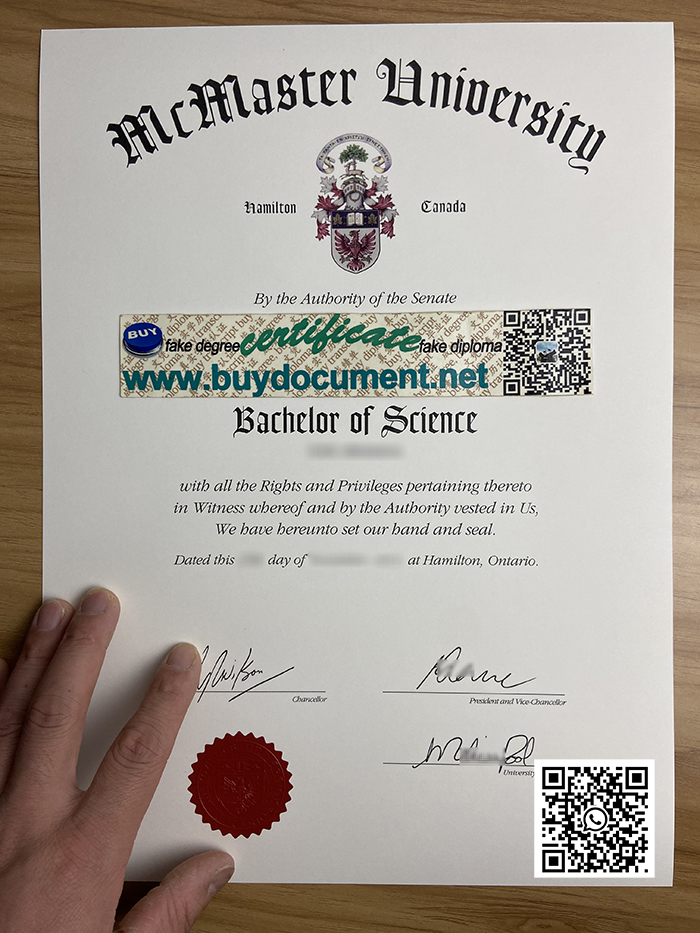 McMaster University
Hamilton Canada
By the Authority of the Senate
BUY fake degree certificate fake diploma
www.buydocument.net
Bachelor of Science
with all the Rights and Privileges pertaining thereto
in Witness whereof and by the Authority vested in Us,
We have hereunto set our hand and seal.
Dated this day of at Hamilton, Ontario.
Chancellor
President and Vice-Chancellor
University